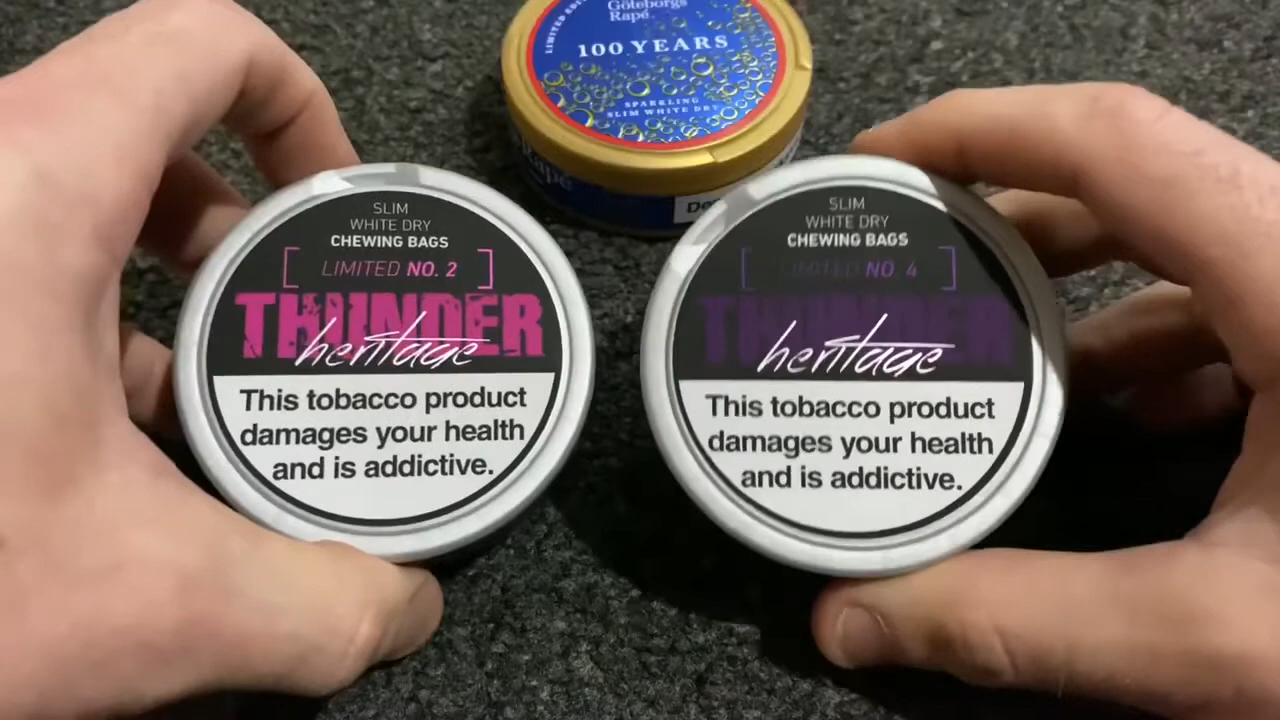 LIMITED
Göteborgs
Rapé
100 YEARS
SPARKLING
SLIM WHITE DRY
Rapé
SLIM
WHITE DRY
CHEWING BAGS
LIMITED NO. 2
THUNDER
heritage
This tobacco product
damages your health
and is addictive.
SLIM
WHITE DRY
CHEWING BAGS
LIMITED NO. 4
THUNDER
heritage
This tobacco product
damages your health
and is addictive.